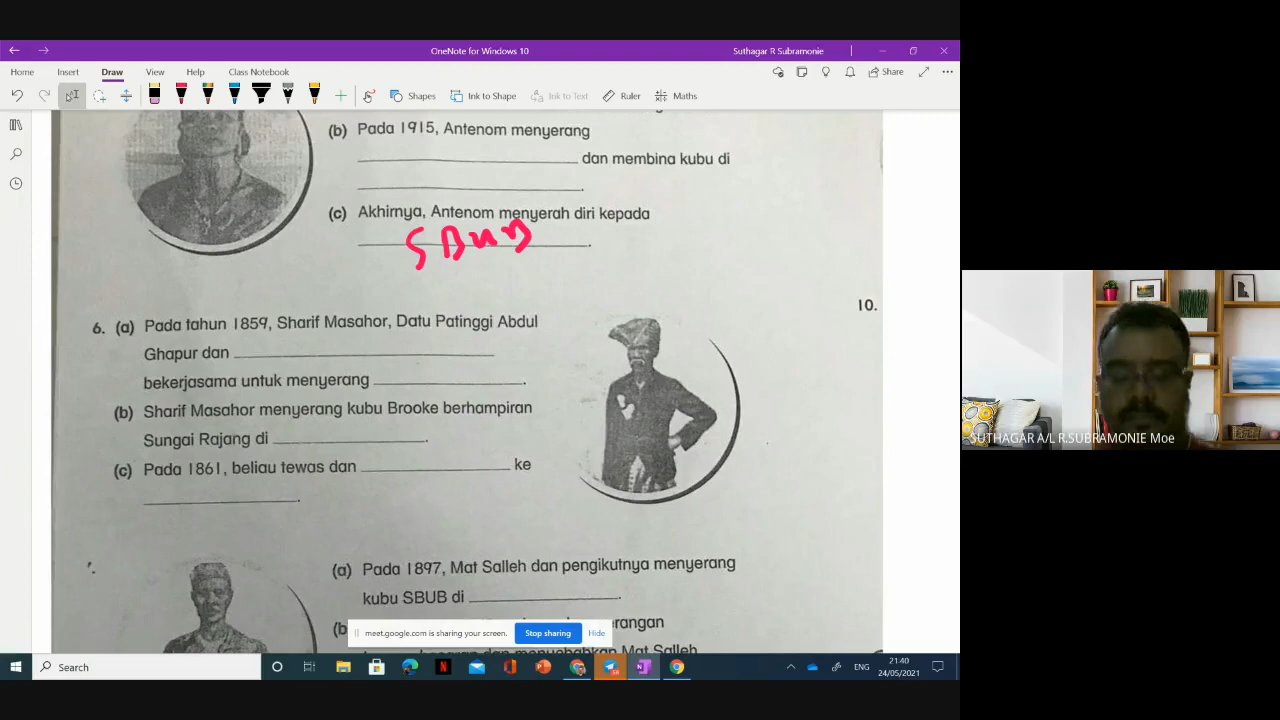 OneNote for Windows 10
Suthagar R Subramonie
Home Insert Draw View Help Class Notebook
Share
Shapes Ink to Shape Ink to Text Ruler Maths
(b) Pada 1915, Antenom menyerang
dan membina kubu di
(c) Akhirnya, Antenom menyerah diri kepada
SBUB
10.
6. (a) Pada tahun 1859, Sharif Masahor, Datu Patinggi Abdul
Ghapur dan
bekerjasama untuk menyerang
(b) Sharif Masahor menyerang kubu Brooke berhampiran
Sungai Rajang di
(c) Pada 1861, beliau tewas dan ke
SUTHAGAR A/L R.SUBRAMONIE Moe
(a) Pada 1897, Mat Salleh dan pengikutnya menyerang
kubu SBUB di
(b
meet.google.com is sharing your screen. Stop sharing Hide
dan menyebabkan Mat Salleh
Search
ENG
21:40
24/05/2021